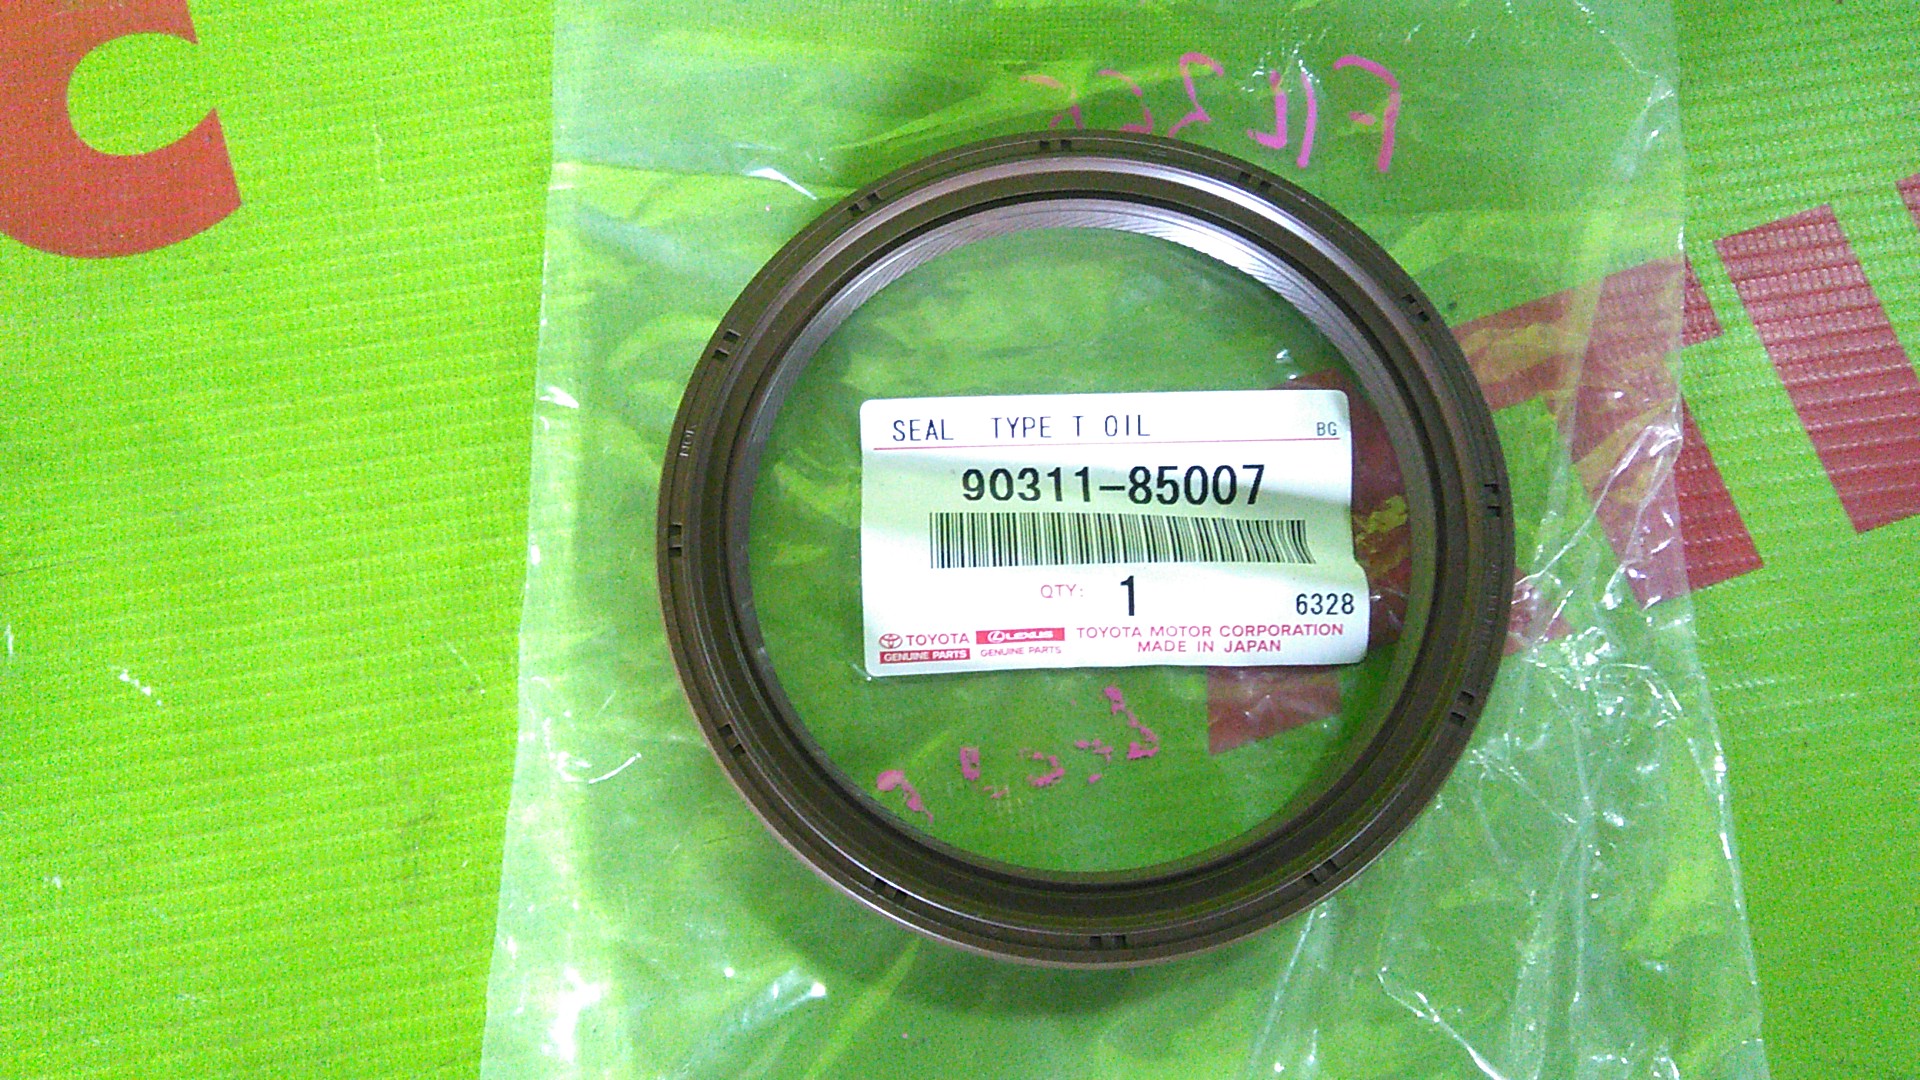 SEAL TYPE T OIL BG
90311-85007
QTY: 1
6328
TOYOTA LEXUS TOYOTA MOTOR CORPORATION
GENUINE PARTS GENUINE PARTS MADE IN JAPAN
NOK